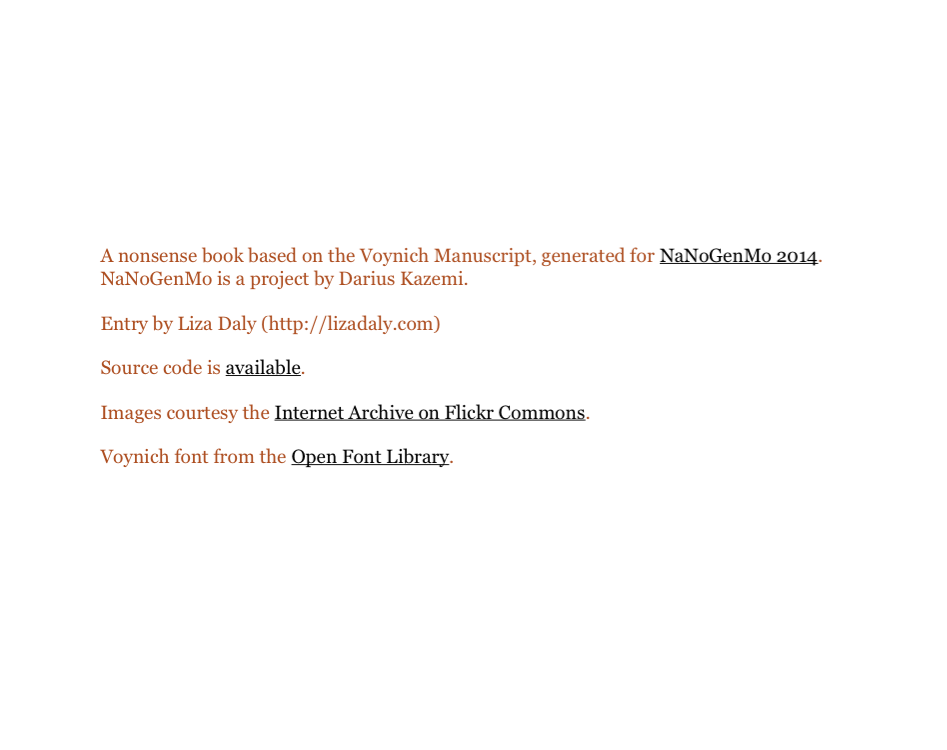 A nonsense book based on the Voynich Manuscript, generated for NaNoGenMo 2014.
NaNoGenMo is a project by Darius Kazemi.
Entry by Liza Daly (http://lizadaly.com)
Source code is available.
Images courtesy the Internet Archive on Flickr Commons.
Voynich font from the Open Font Library.